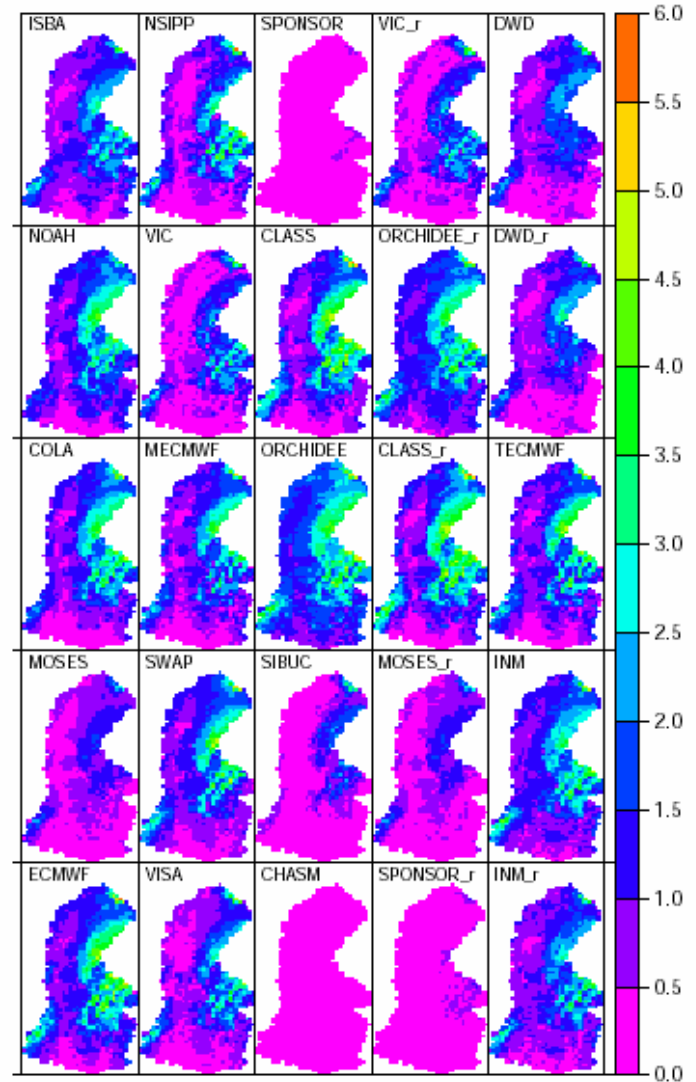 ISBA NSIPP SPONSOR VIC_r DWD
NOAH VIC CLASS ORCHIDEE_r DWD_r
COLA MECMWF ORCHIDEE CLASS_r TECMWF
MOSES SWAP SIBUC MOSES_r INM
ECMWF VISA CHASM SPONSOR_r INM_r
6.0
5.5
5.0
4.5
4.0
3.5
3.0
2.5
2.0
1.5
1.0
0.5
0.0